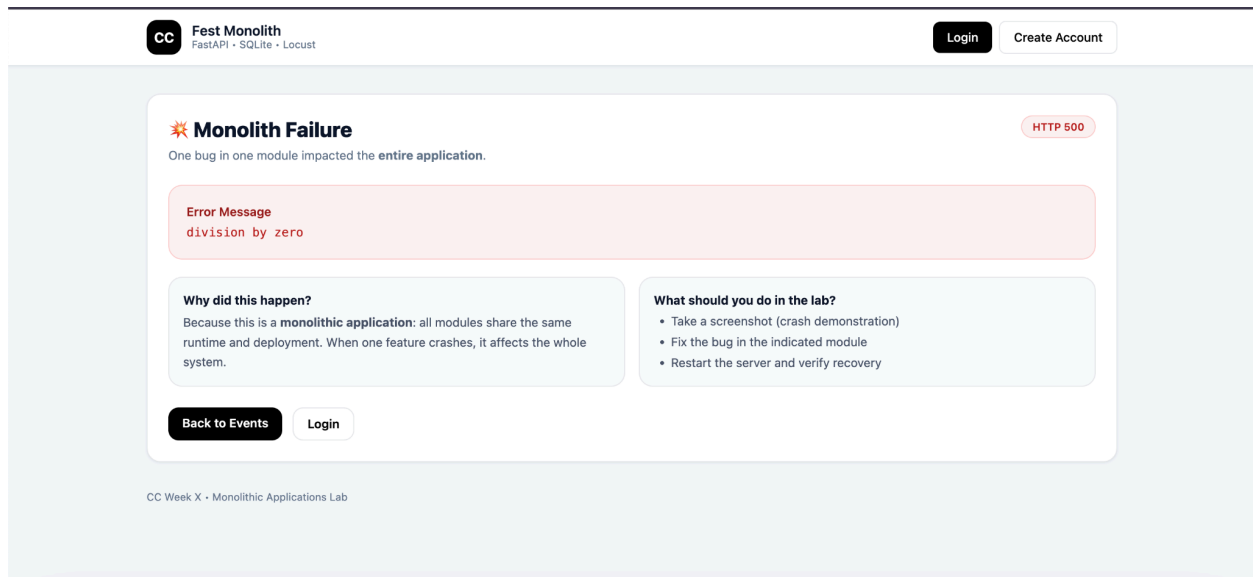 CC
Fest Monolith
FastAPI • SQLite • Locust
Login
Create Account
💥 Monolith Failure
HTTP 500
One bug in one module impacted the entire application.
Error Message
division by zero
Why did this happen?
Because this is a monolithic application: all modules share the same
runtime and deployment. When one feature crashes, it affects the whole
system.
What should you do in the lab?
• Take a screenshot (crash demonstration)
• Fix the bug in the indicated module
• Restart the server and verify recovery
Back to Events
Login
CC Week X • Monolithic Applications Lab